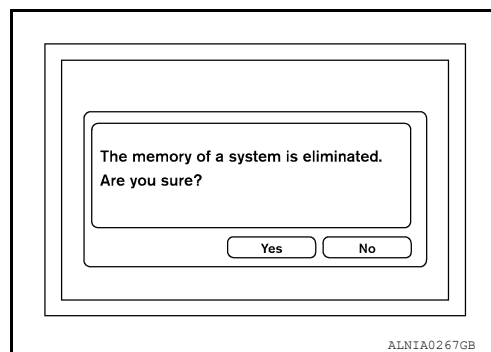 The memory of a system is eliminated.
Are you sure?
Yes No
ALNIA0267GB